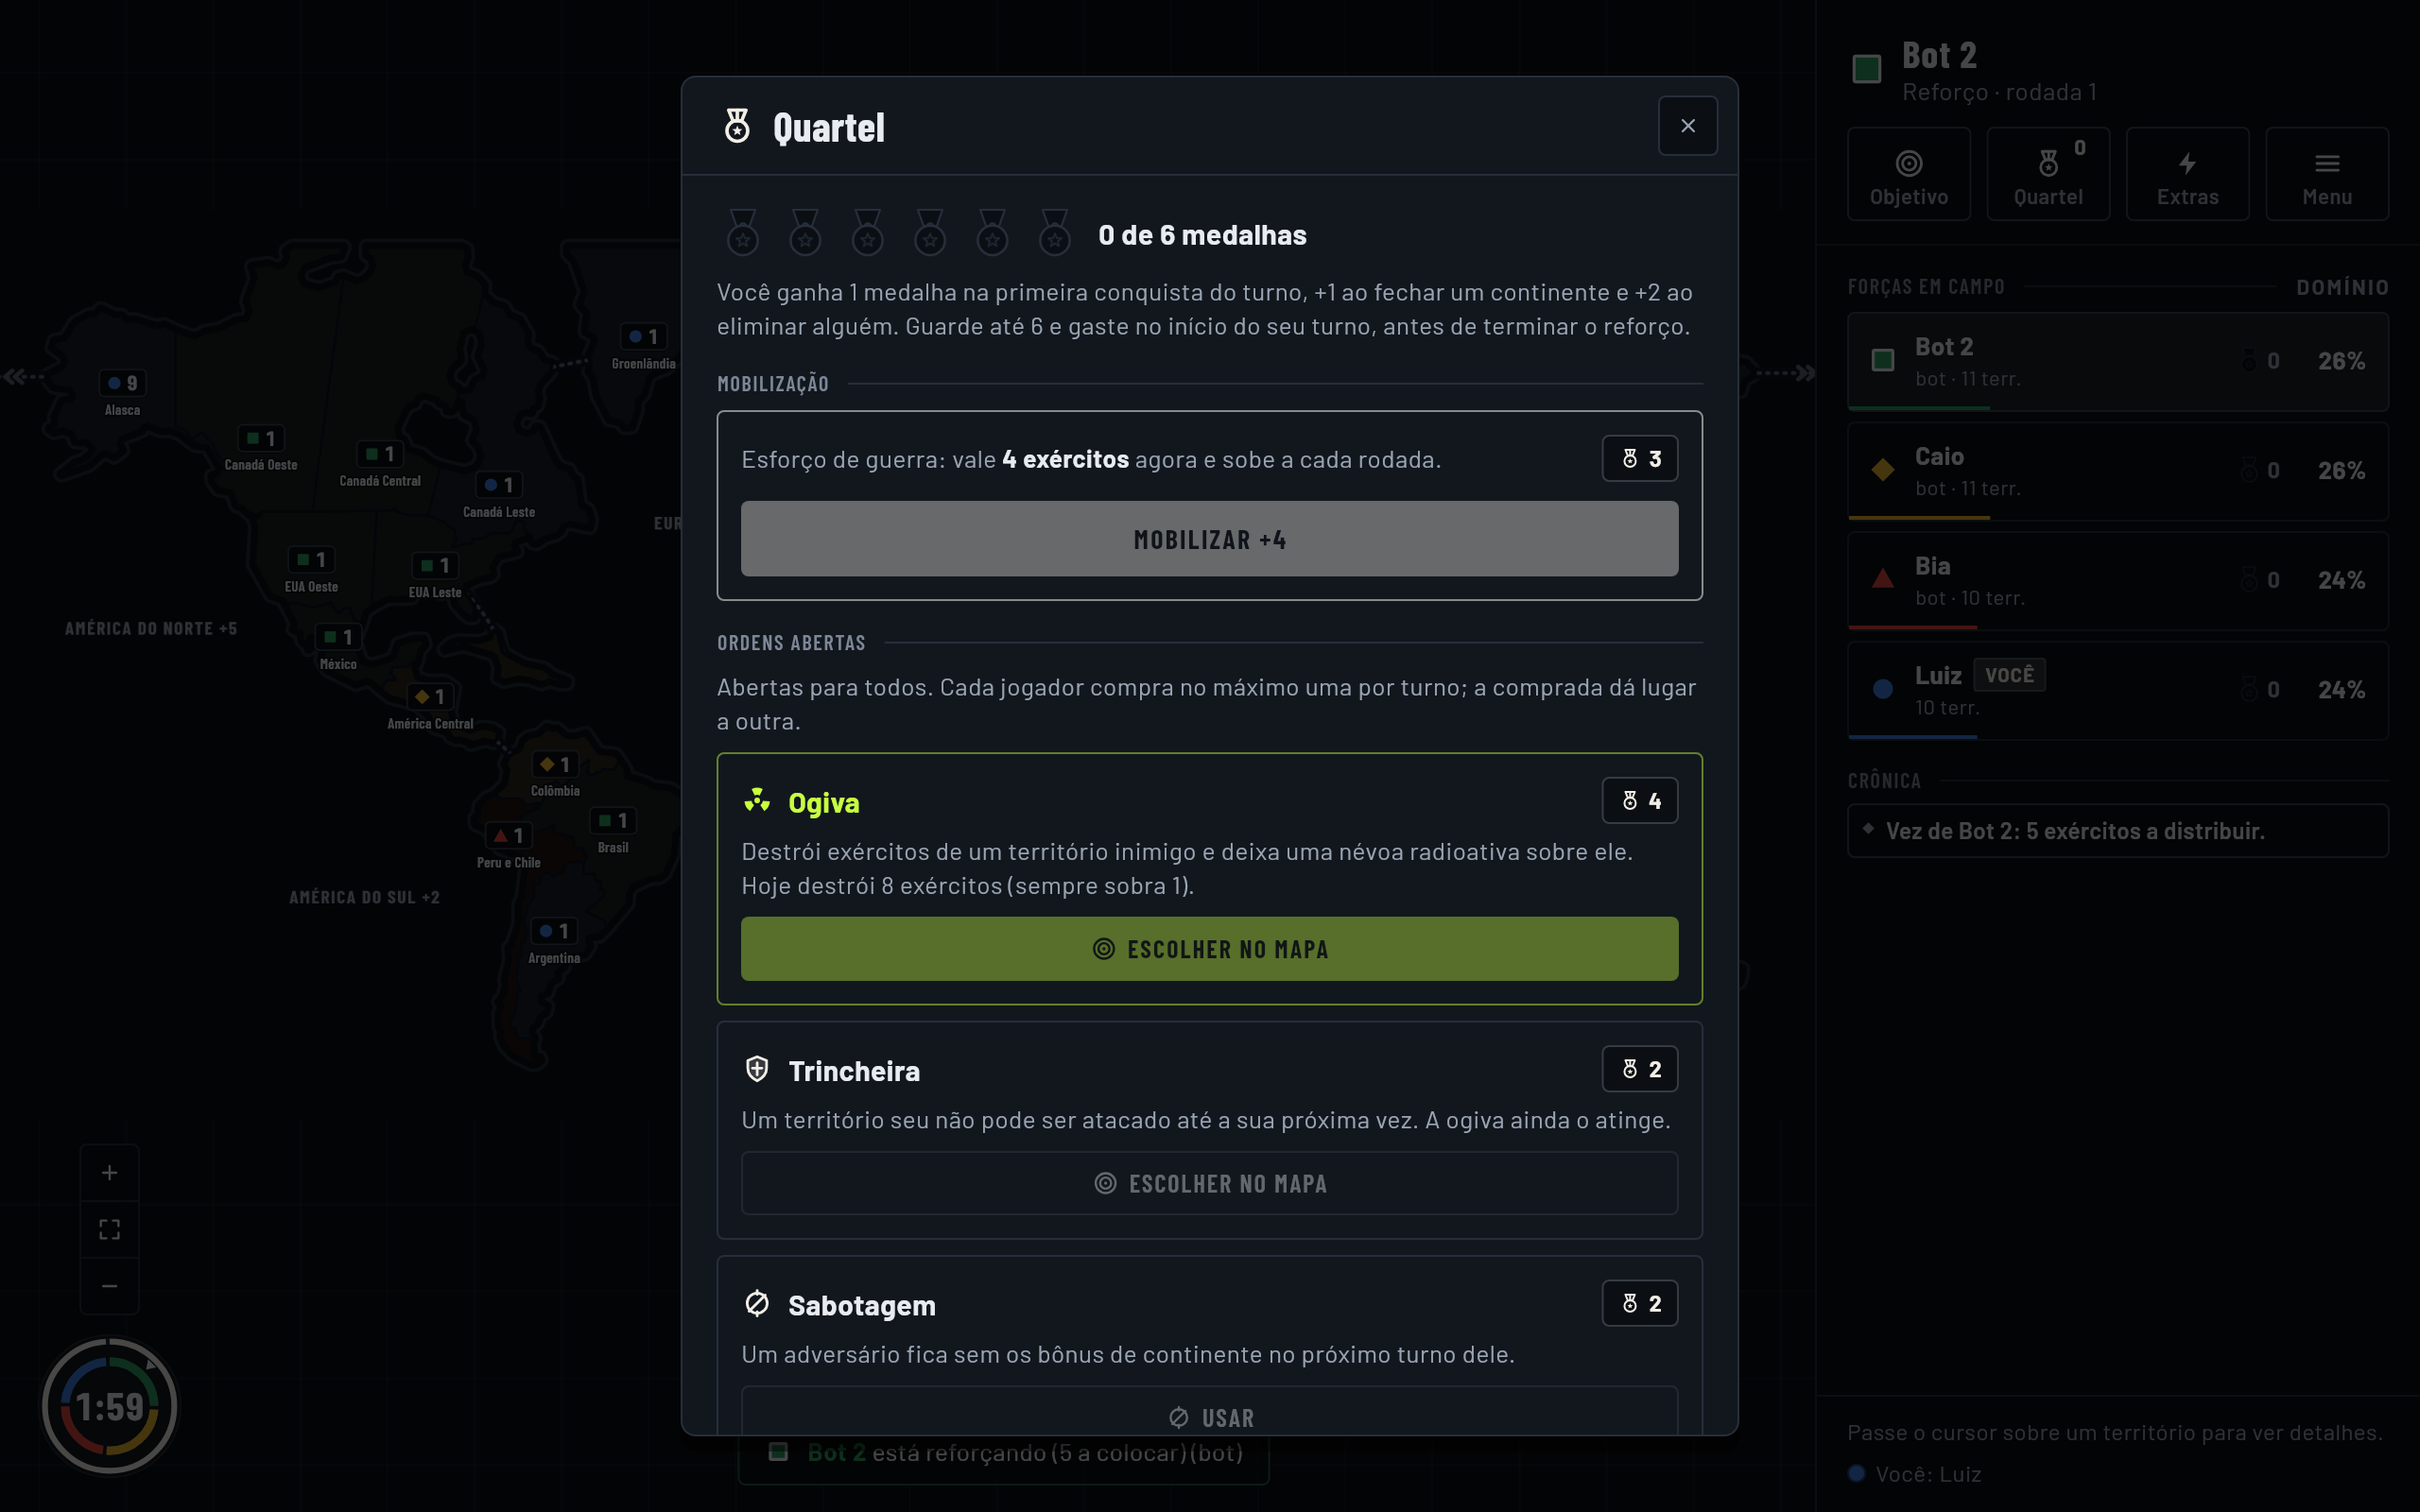 Quartel
0 de 6 medalhas
Você ganha 1 medalha na primeira conquista do turno, +1 ao fechar um continente e +2 ao
eliminar alguém. Guarde até 6 e gaste no início do seu turno, antes de terminar o reforço.
MOBILIZAÇÃO
Esforço de guerra: vale 4 exércitos agora e sobe a cada rodada.
3
MOBILIZAR +4
ORDENS ABERTAS
Abertas para todos. Cada jogador compra no máximo uma por turno; a comprada dá lugar
a outra.
Ogiva
4
Destrói exércitos de um território inimigo e deixa uma névoa radioativa sobre ele.
Hoje destrói 8 exércitos (sempre sobra 1).
ESCOLHER NO MAPA
Trincheira
2
Um território seu não pode ser atacado até a sua próxima vez. A ogiva ainda o atinge.
ESCOLHER NO MAPA
Sabotagem
2
Um adversário fica sem os bônus de continente no próximo turno dele.
USAR
Bot 2 está reforçando (5 a colocar) (bot)
1
Groenlândia
9
Alasca
1
Canadá Oeste
1
Canadá Central
1
Canadá Leste
EUR
1
EUA Oeste
1
EUA Leste
AMÉRICA DO NORTE +5
1
México
1
América Central
1
Colômbia
1
Brasil
1
Peru e Chile
AMÉRICA DO SUL +2
1
Argentina
+
−
1:59
Bot 2
Reforço · rodada 1
Objetivo
0
Quartel
Extras
Menu
FORÇAS EM CAMPO
DOMÍNIO
Bot 2
bot · 11 terr.
0
26%
Caio
bot · 11 terr.
0
26%
Bia
bot · 10 terr.
0
24%
Luiz VOCÊ
10 terr.
0
24%
CRÔNICA
Vez de Bot 2: 5 exércitos a distribuir.
Passe o cursor sobre um território para ver detalhes.
Você: Luiz